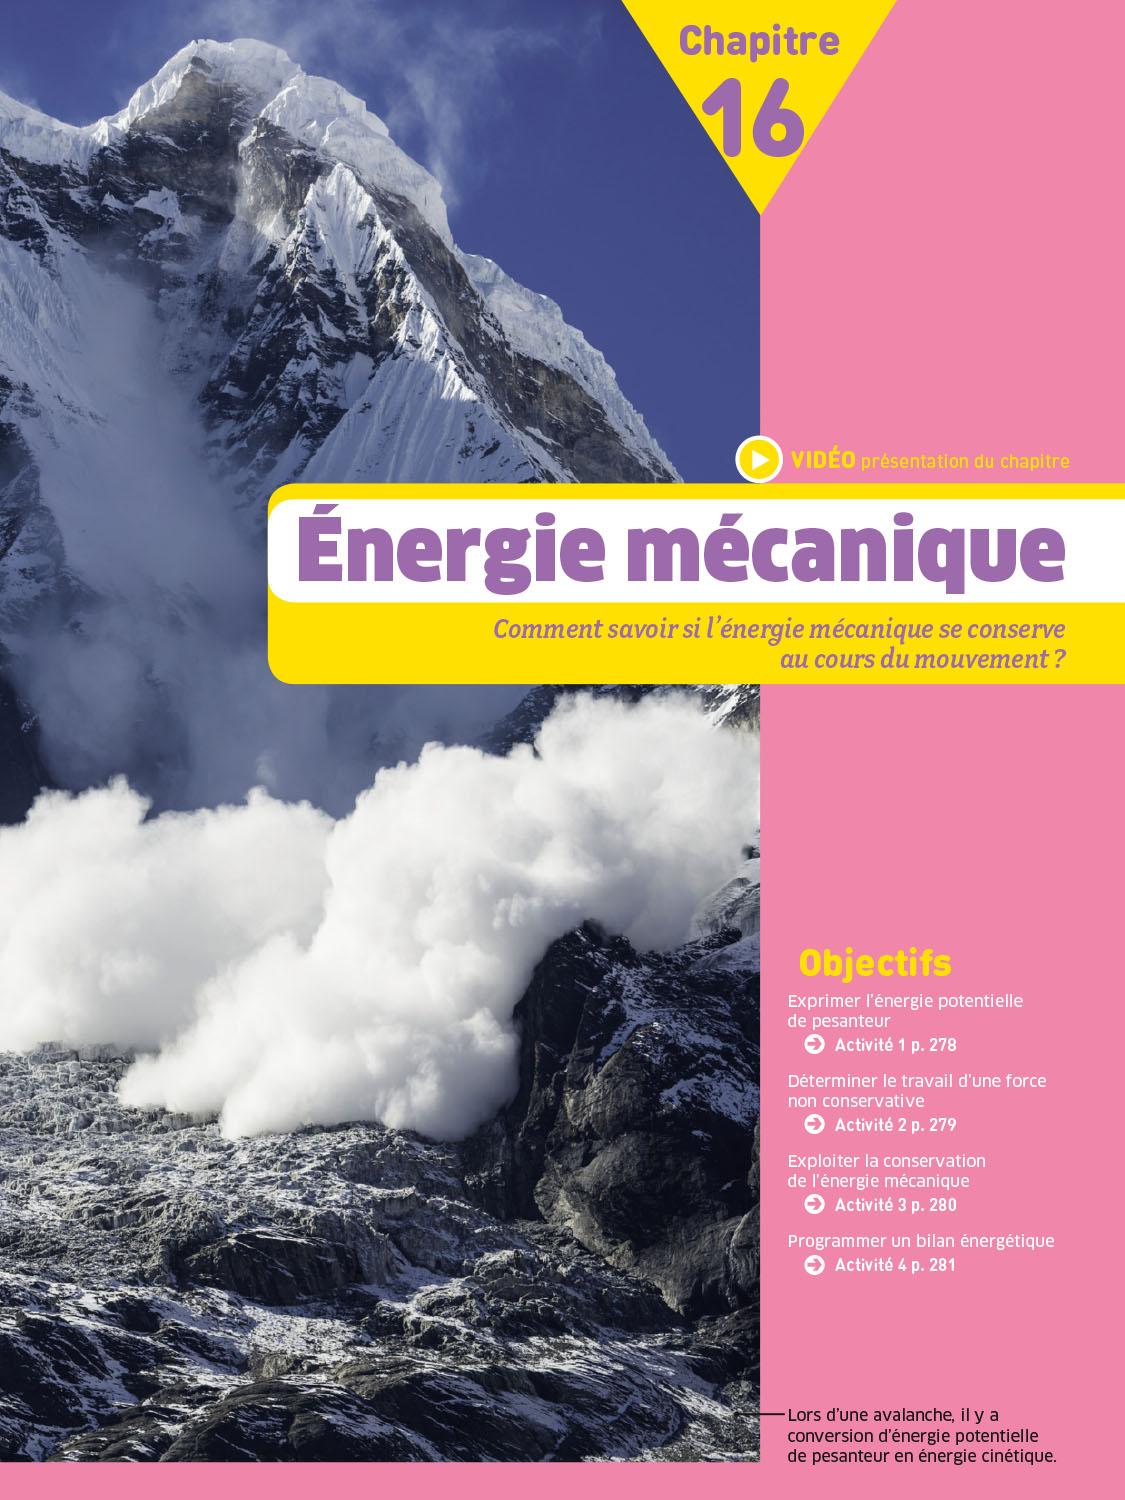 Chapitre
16
VIDÉO présentation du chapitre
Énergie mécanique
Comment savoir si l’énergie mécanique se conserve
au cours du mouvement ?
Objectifs
Exprimer l’énergie potentielle
de pesanteur
Activité 1 p. 278
Déterminer le travail d’une force
non conservative
Activité 2 p. 279
Exploiter la conservation
de l’énergie mécanique
Activité 3 p. 280
Programmer un bilan énergétique
Activité 4 p. 281
Lors d’une avalanche, il y a
conversion d’énergie potentielle
de pesanteur en énergie cinétique.